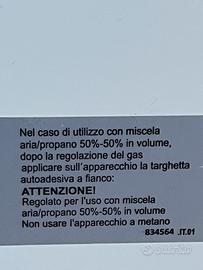 Nel caso di utilizzo con miscela
aria/propano 50%-50% in volume,
dopo la regolazione del gas
applicare sull'apparecchio la targhetta
autoadesiva a fianco:
ATTENZIONE!
Regolato per l'uso con miscela
aria/propano 50%-50% in volume
Non usare l'apparecchio a metano
834564 .IT.01
subito.it